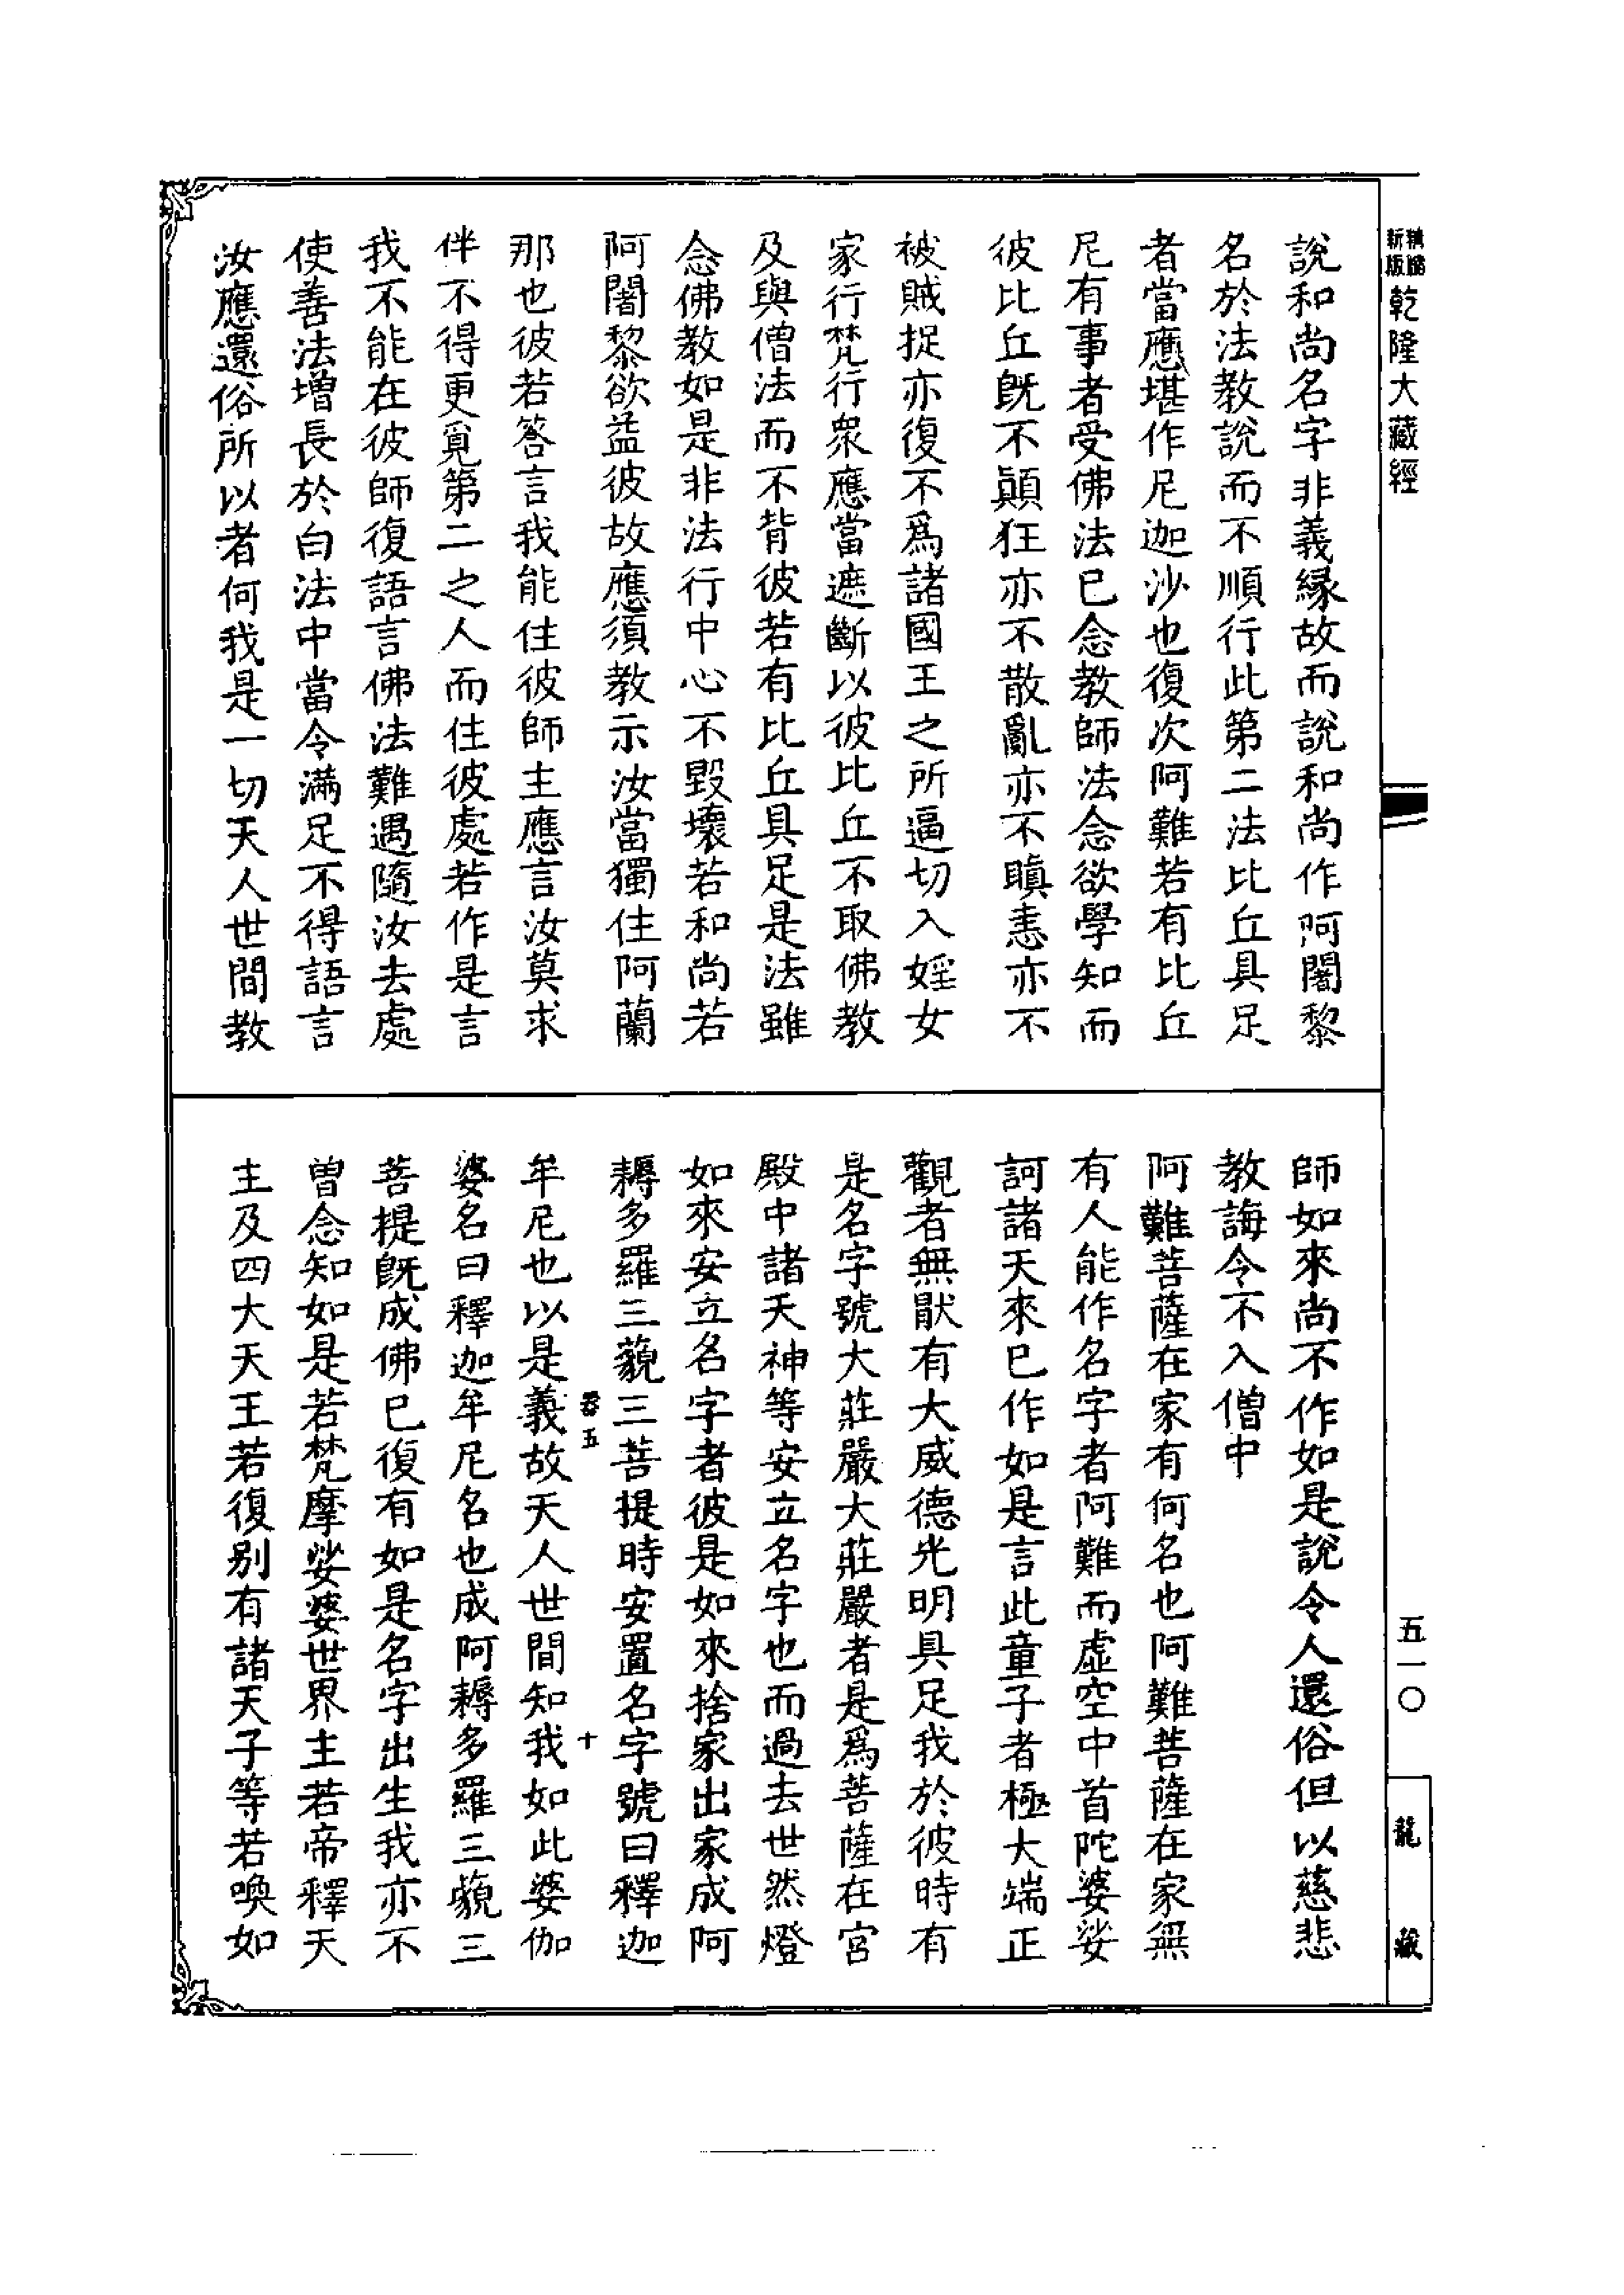 新版
乾隆大藏經
說和尚名字非義緣故而說和尚作阿闍黎
名於法教說而不順行此第二法比丘具足
者當應堪作尼迦沙也復次阿難若有比丘
尼有事者受佛法已念教師法念欲學知而
彼比丘既不顛狂亦不散亂亦不瞋恚亦不
被賊捉亦復不爲諸國王之所逼切入婬女
家行梵行衆應當遮斷以彼比丘不取佛教
及與僧法而不背彼若有比丘具足是法雖
念佛教如是非法行中心不毀壞若和尚若
阿闍黎欲益彼故應須教示汝當獨住阿蘭
那也彼若答言我能住彼師主應言汝莫求
伴不得更覓第二之人而住彼處若作是言
我不能在彼師復語言佛法難遇隨汝去處
使善法增長於白法中當令滿足不得語言
汝應還俗所以者何我是一切天人世間教
師如來尚不作如是說令人還俗但以慈悲
教誨令不入僧中
阿難菩薩在家有何名也阿難菩薩在家無
有人能作名字者阿難而虛空中首陀婆娑
訶諸天來已作如是言此童子者極大端正
觀者無猒有大威德光明具足我於彼時有
是名字號大莊嚴大莊嚴者是爲菩薩在宮
殿中諸天神等安立名字也而過去世然燈
如來安立名字者彼是如來捨家出家成阿
耨多羅三藐三菩提時安置名字號曰釋迦
卷五 十
牟尼也以是義故天人世間知我如此婆伽
婆名曰釋迦牟尼名也成阿耨多羅三藐三
菩提既成佛已復有如是名字出生我亦不
曾念知如是若梵摩娑婆世界主若帝釋天
主及四大天王若復別有諸天子等若喚如
五一〇
龍藏